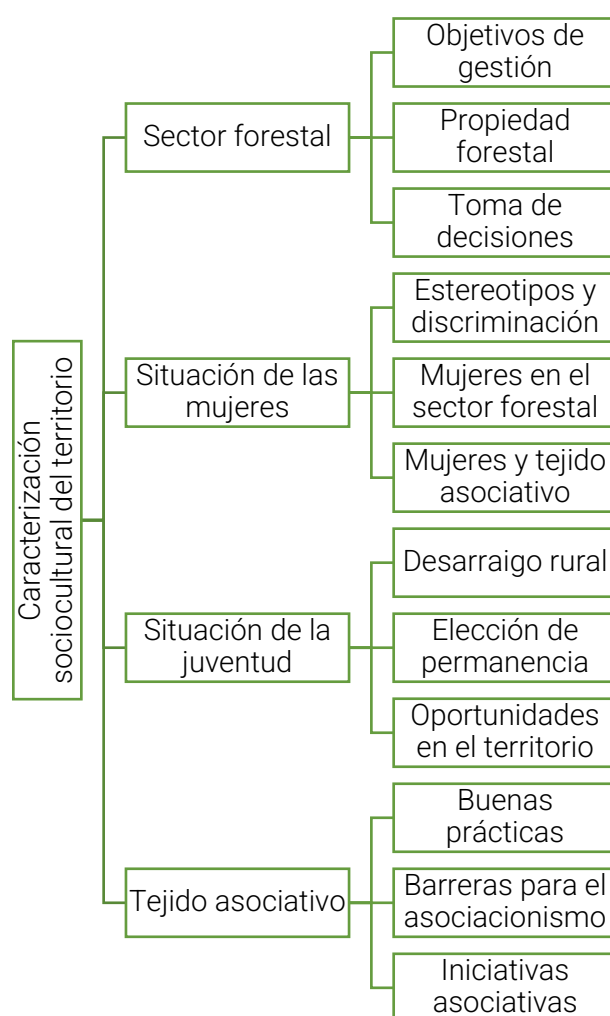 Caracterización
sociocultural del territorio
Sector forestal
Objetivos de
gestión
Propiedad
forestal
Toma de
decisiones
Situación de las
mujeres
Estereotipos y
discriminación
Mujeres en el
sector forestal
Mujeres y tejido
asociativo
Situación de la
juventud
Desarraigo rural
Elección de
permanencia
Oportunidades
en el territorio
Tejido asociativo
Buenas
prácticas
Barreras para el
asociacionismo
Iniciativas
asociativas